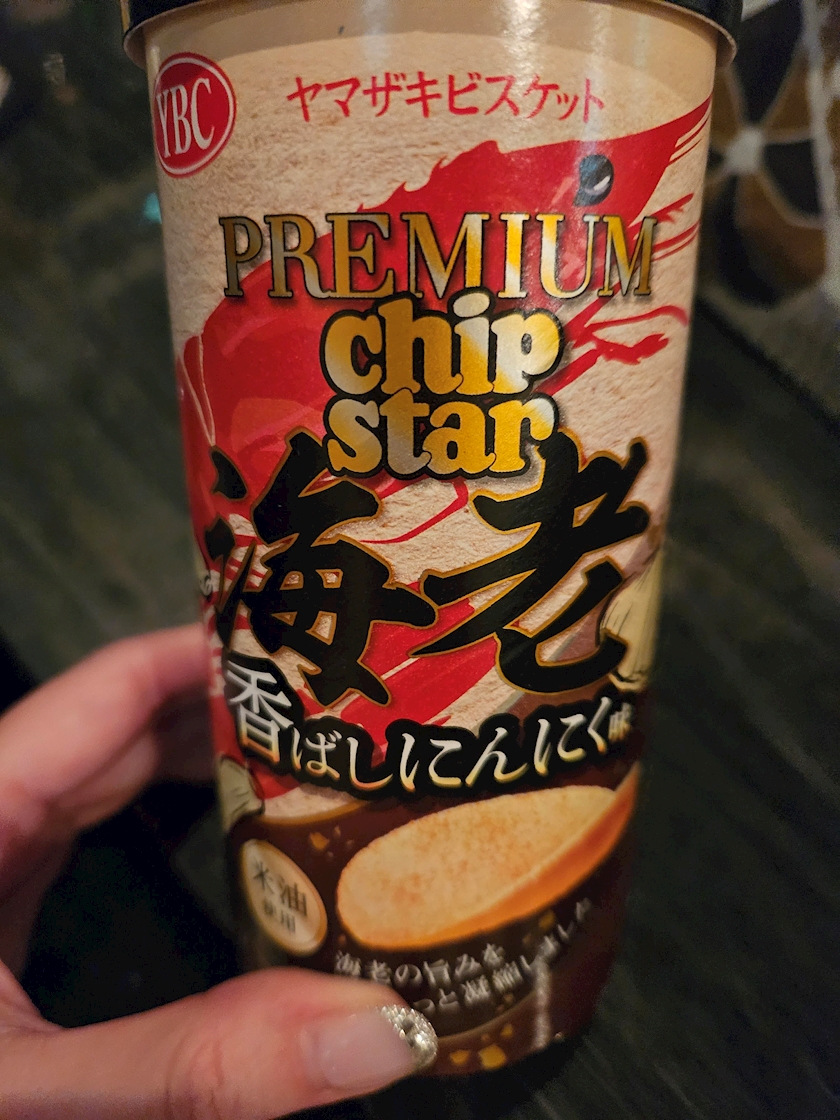 YBC
ヤマザキビスケット
PREMIUM
chip
star
海老
香ばしにんにく味
米油
使用
海老の旨みを
っと凝縮しました